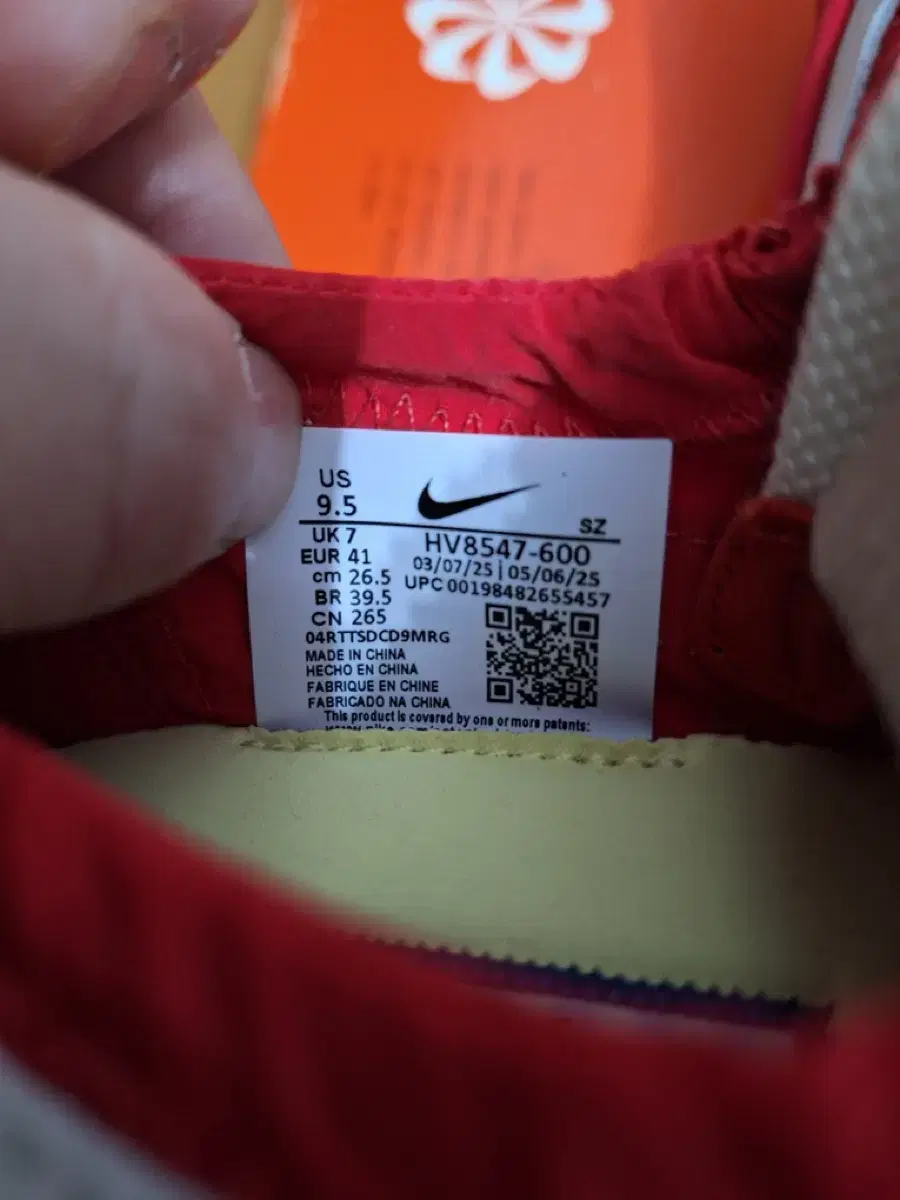 US
9.5
SZ
UK 7
HV8547-600
EUR 41
03/07/25 | 05/06/25
cm 26.5
UPC 00198482655457
BR 39.5
CN 265
04RTTSDCD9MRG
MADE IN CHINA
HECHO EN CHINA
FABRIQUE EN CHINE
FABRICADO NA CHINA
This product is covered by one or more patents: